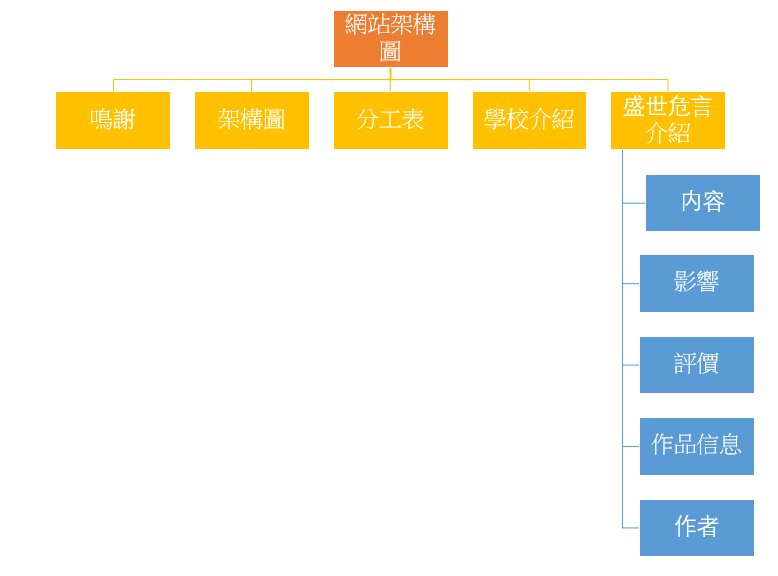 網站架構
圖
鳴謝
架構圖
分工表
學校介紹
盛世危言
介紹
内容
影響
評價
作品信息
作者